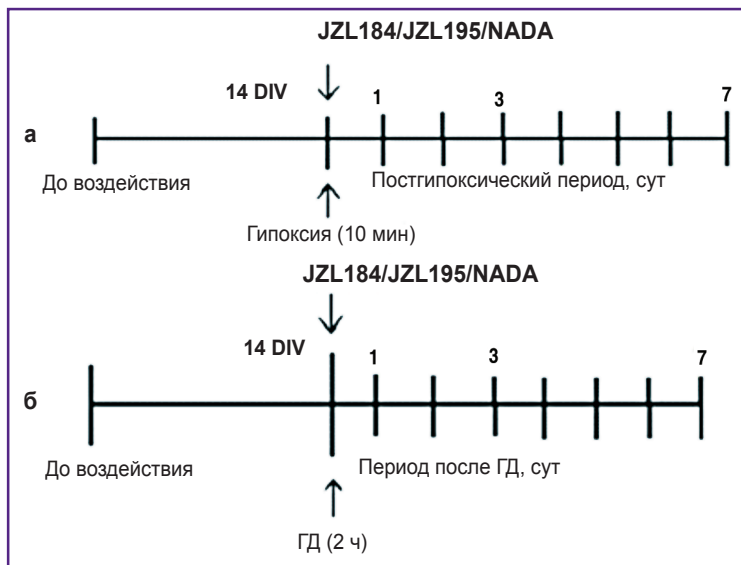 JZL184/JZL195/NADA
14 DIV
1 3 7
а
До воздействия
Постгипоксический период, сут
Гипоксия (10 мин)
JZL184/JZL195/NADA
14 DIV
1 3 7
б
До воздействия
Период после ГД, сут
ГД (2 ч)